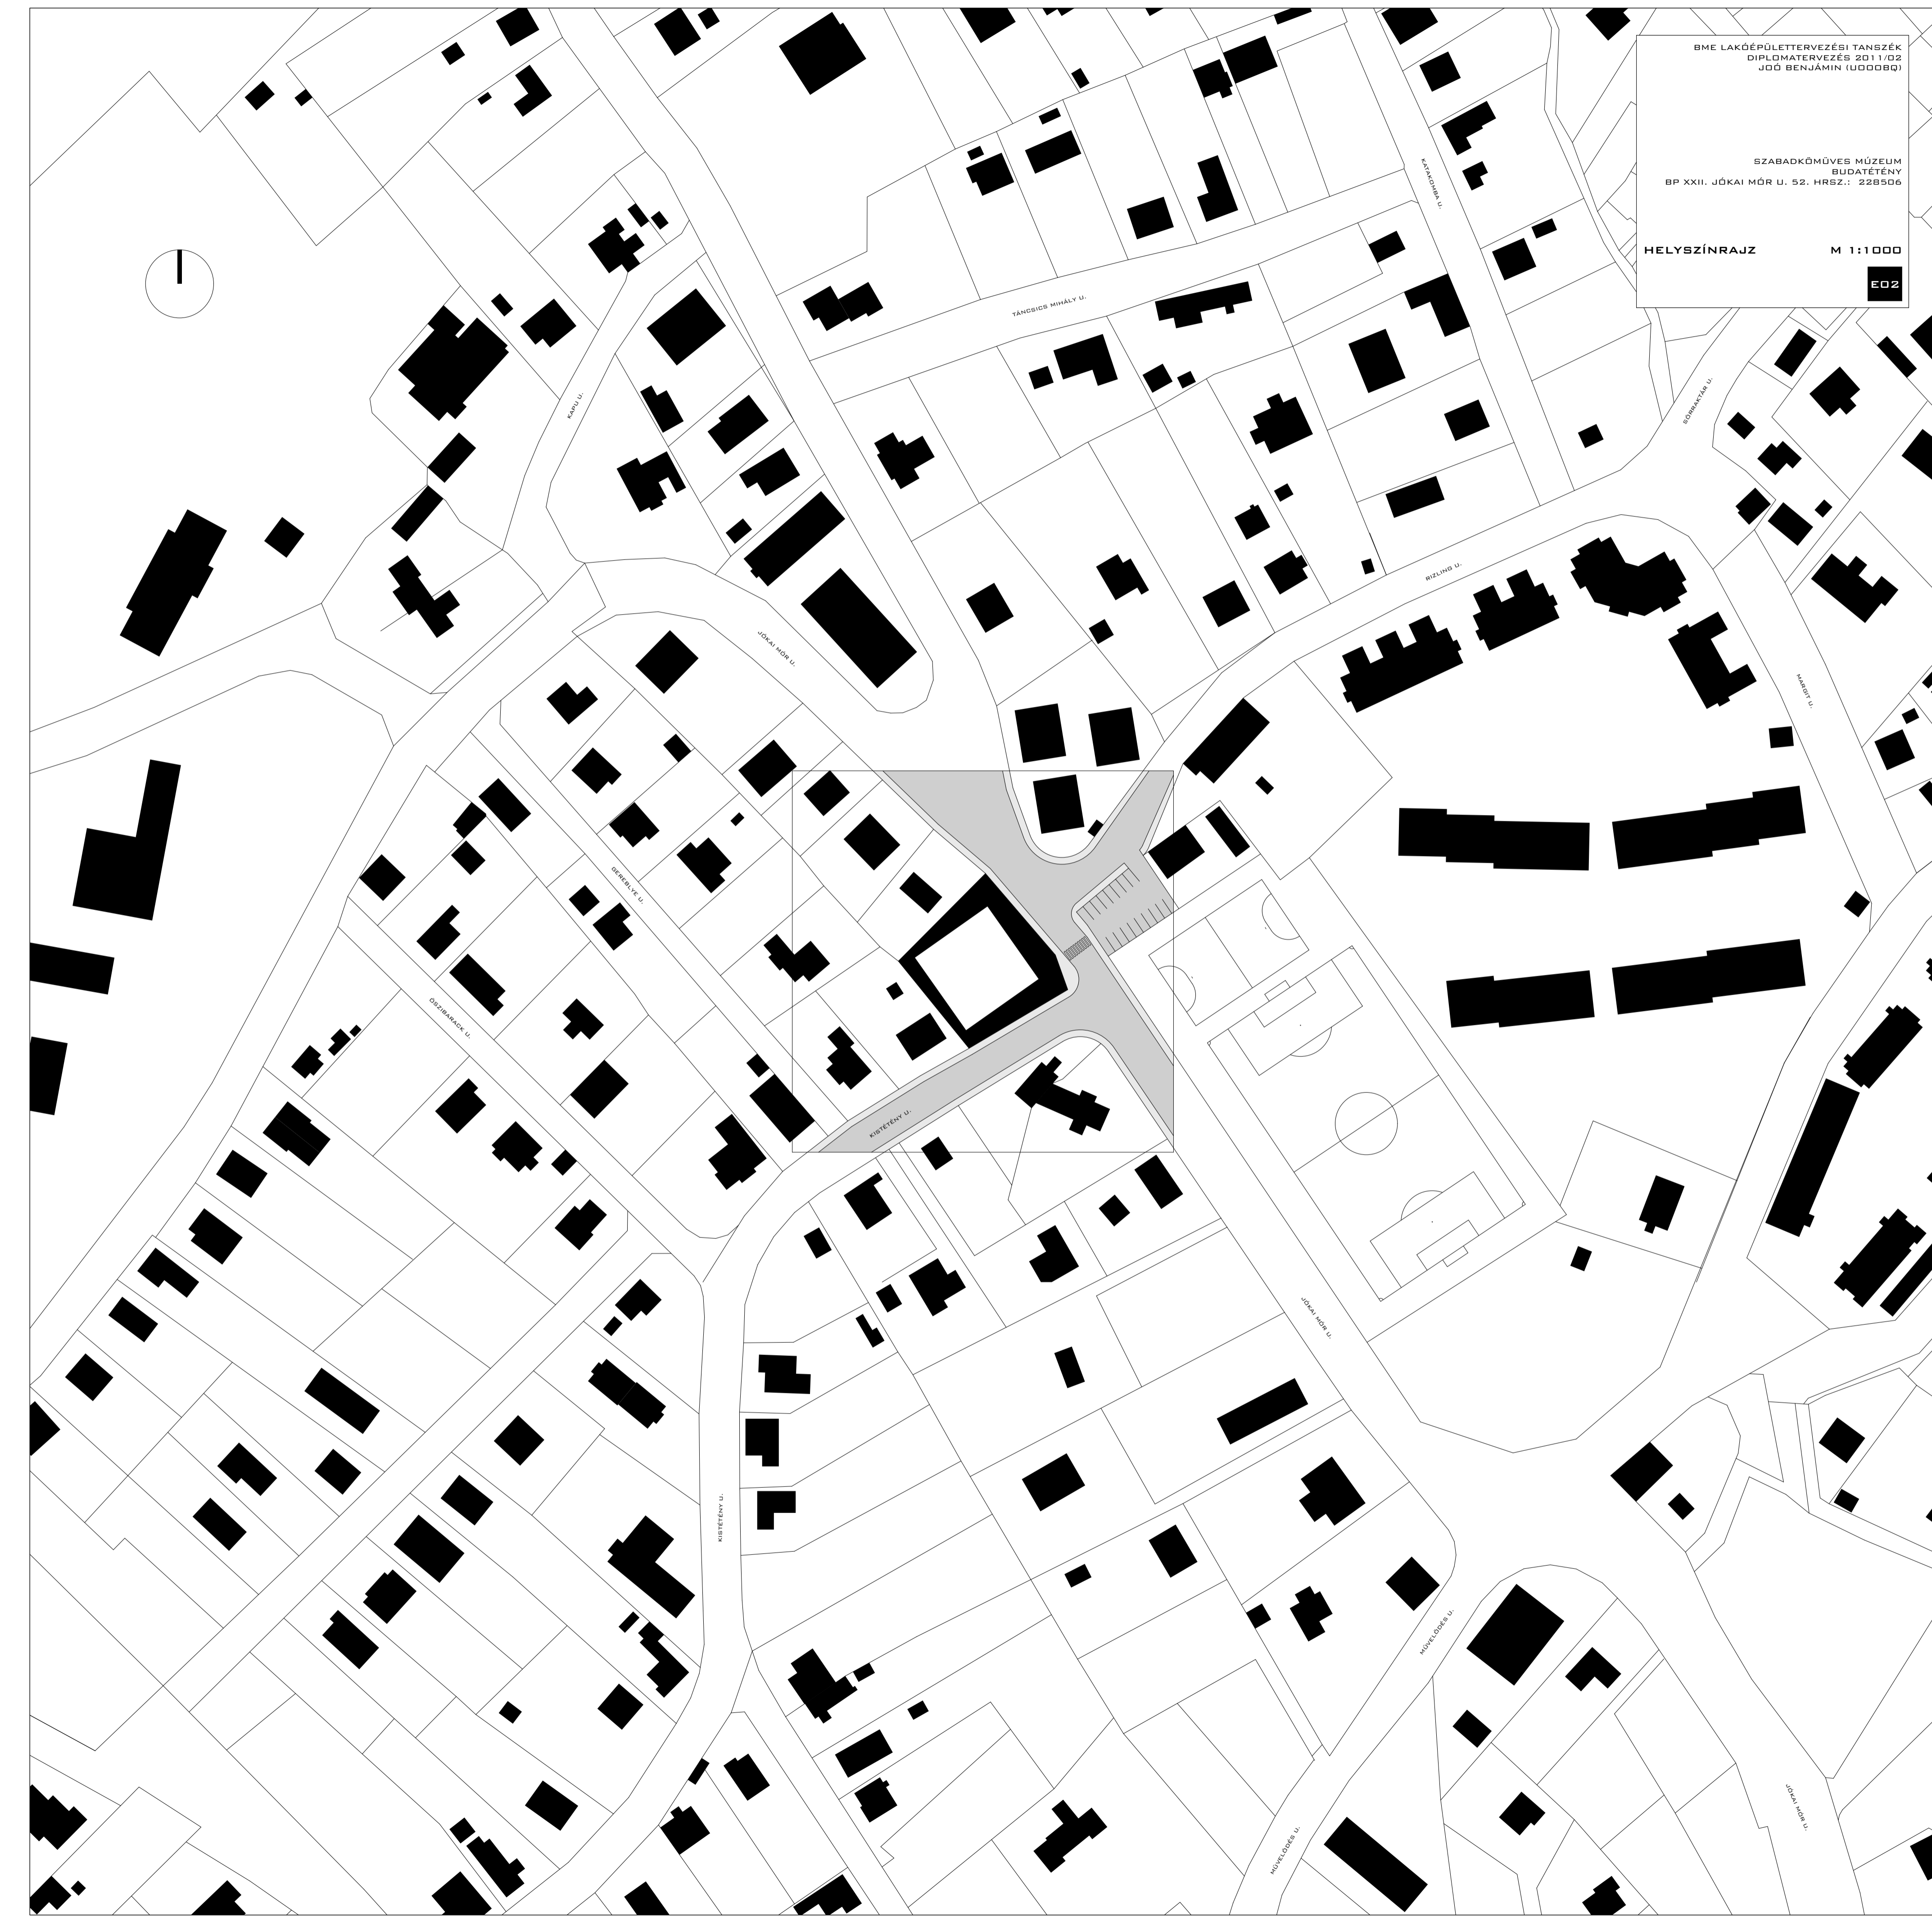 BME LAKÓÉPÜLETTERVEZÉSI TANSZÉK
DIPLOMATERVEZÉS 2011/02
JOÓ BENJÁMIN (U000BQ)
SZABADKŐMŰVES MÚZEUM
BUDATÉTÉNY
BP XXII. JÓKAI MÓR U. 52. HRSZ.: 228506
HELYSZÍNRAJZ M 1:1000
E02
KATAKOMBA U.
TÁNCSICS MIHÁLY U.
KAPU U.
SÖRRAKTÁR U.
RIZLING U.
JÓKAI MÓR U.
MARGIT U.
GEREBLYE U.
ŐSZIBARACK U.
KISTÉTÉNY U.
JÓKAI MÓR U.
KISTÉTÉNY U.
MŰVELŐDÉS U.
JÓKAI MÓR U.
MŰVELŐDÉS U.